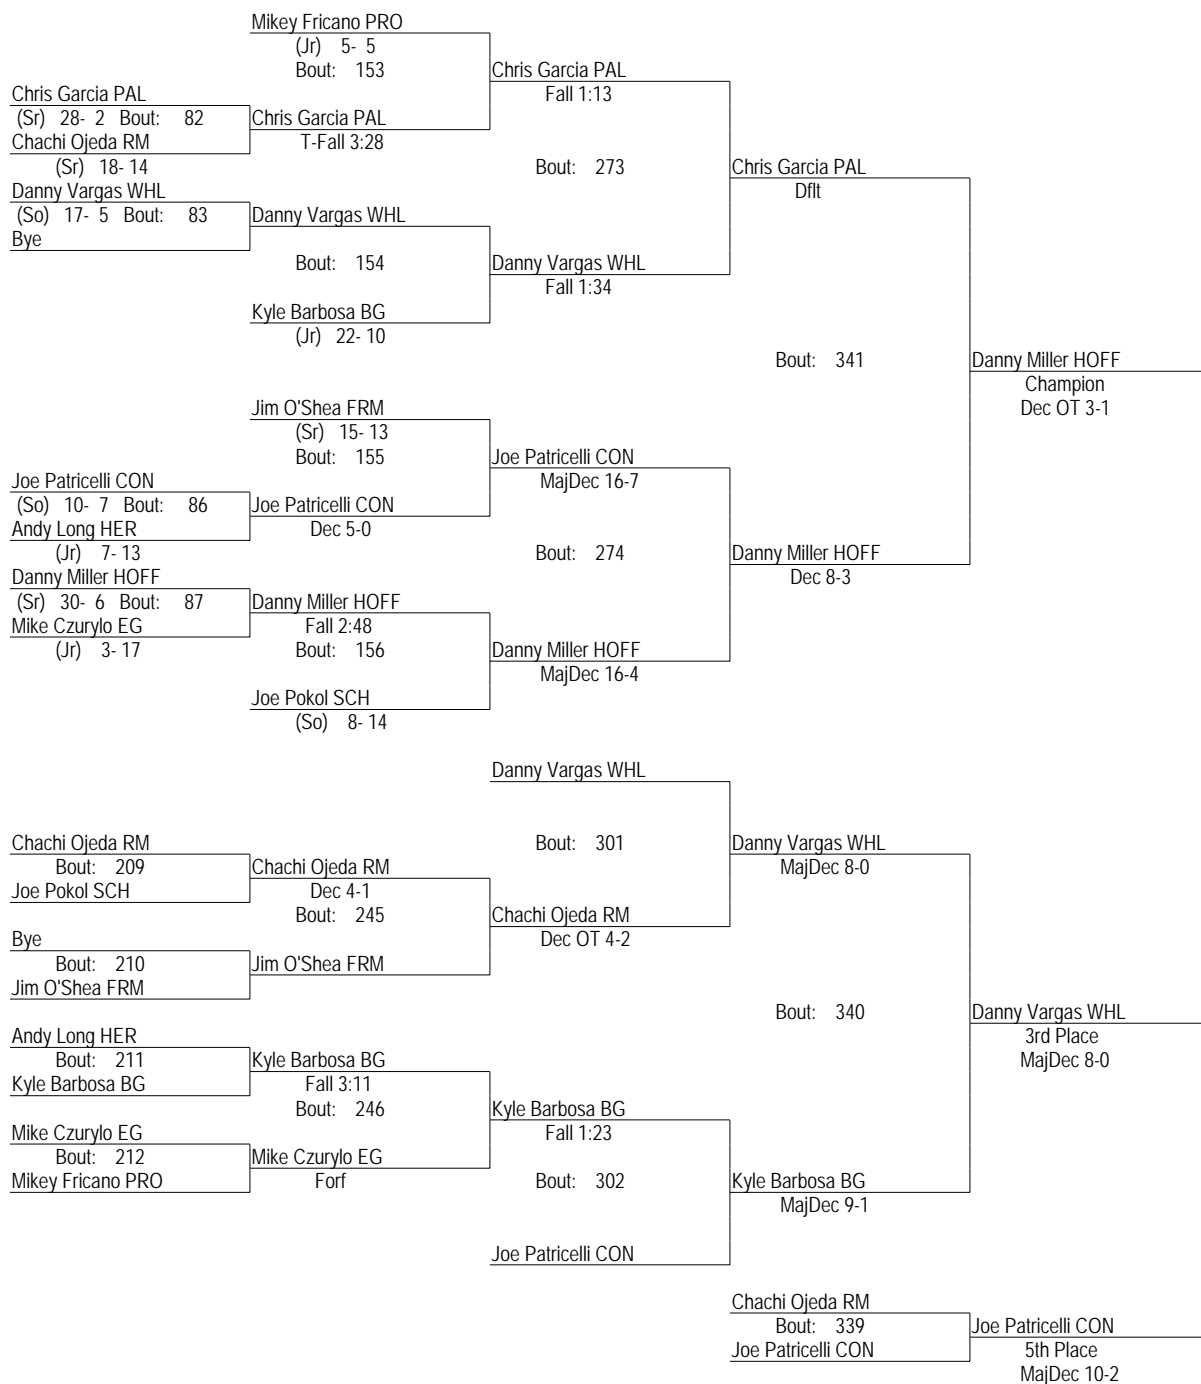 Mikey Fricano PRO
(Jr) 5- 5
Bout: 153
Chris Garcia PAL
Fall 1:13
Chris Garcia PAL
(Sr) 28- 2 Bout: 82
Chris Garcia PAL
Chachi Ojeda RM
T-Fall 3:28
(Sr) 18- 14
Bout: 273
Chris Garcia PAL
Dflt
Danny Vargas WHL
(So) 17- 5 Bout: 83
Danny Vargas WHL
Bye
Bout: 154
Danny Vargas WHL
Fall 1:34
Kyle Barbosa BG
(Jr) 22- 10
Bout: 341
Danny Miller HOFF
Champion
Dec OT 3-1
Jim O'Shea FRM
(Sr) 15- 13
Bout: 155
Joe Patricelli CON
MajDec 16-7
Joe Patricelli CON
(So) 10- 7 Bout: 86
Joe Patricelli CON
Andy Long HER
Dec 5-0
(Jr) 7- 13
Bout: 274
Danny Miller HOFF
Dec 8-3
Danny Miller HOFF
(Sr) 30- 6 Bout: 87
Danny Miller HOFF
Mike Czurylo EG
Fall 2:48
(Jr) 3- 17
Bout: 156
Danny Miller HOFF
MajDec 16-4
Joe Pokol SCH
(So) 8- 14
Danny Vargas WHL
Bout: 301
Danny Vargas WHL
MajDec 8-0
Chachi Ojeda RM
Bout: 209
Chachi Ojeda RM
Joe Pokol SCH
Dec 4-1
Bout: 245
Chachi Ojeda RM
Dec OT 4-2
Bye
Bout: 210
Jim O'Shea FRM
Jim O'Shea FRM
Bout: 340
Danny Vargas WHL
3rd Place
MajDec 8-0
Andy Long HER
Bout: 211
Kyle Barbosa BG
Kyle Barbosa BG
Fall 3:11
Bout: 246
Kyle Barbosa BG
Fall 1:23
Mike Czurylo EG
Bout: 212
Mike Czurylo EG
Mikey Fricano PRO
Forf
Bout: 302
Kyle Barbosa BG
MajDec 9-1
Joe Patricelli CON
Chachi Ojeda RM
Bout: 339
Joe Patricelli CON
Joe Patricelli CON
5th Place
MajDec 10-2